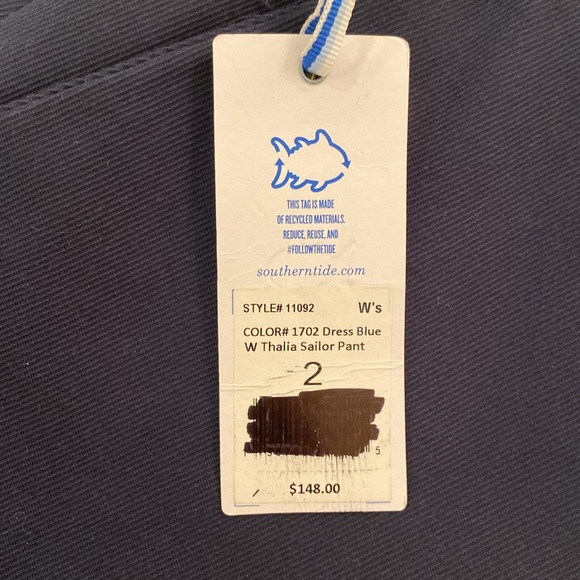 THIS TAG IS MADE
OF RECYCLED MATERIALS.
REDUCE, REUSE, AND
#FOLLOWTHETIDE
southerntide.com
STYLE# 11092 W's
COLOR# 1702 Dress Blue
W Thalia Sailor Pant
2
5
$148.00